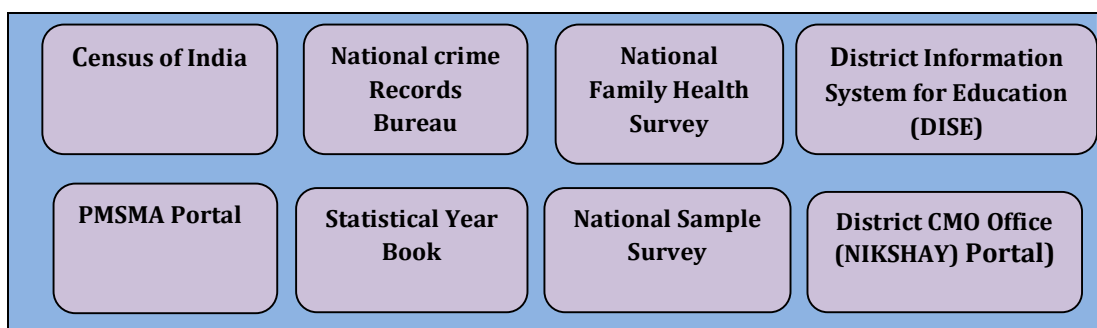 Census of India
National crime
Records
Bureau
National
Family Health
Survey
District Information
System for Education
(DISE)
PMSMA Portal
Statistical Year
Book
National Sample
Survey
District CMO Office
(NIKSHAY) Portal)